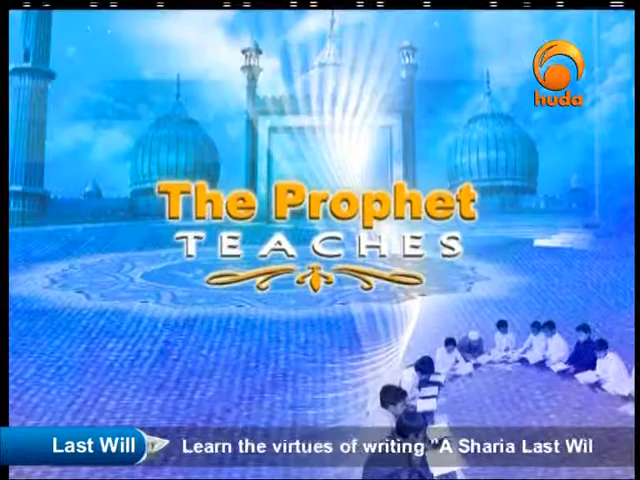 huda
The Prophet
TEACHES
Last Will
Learn the virtues of writing "A Sharia Last Wil